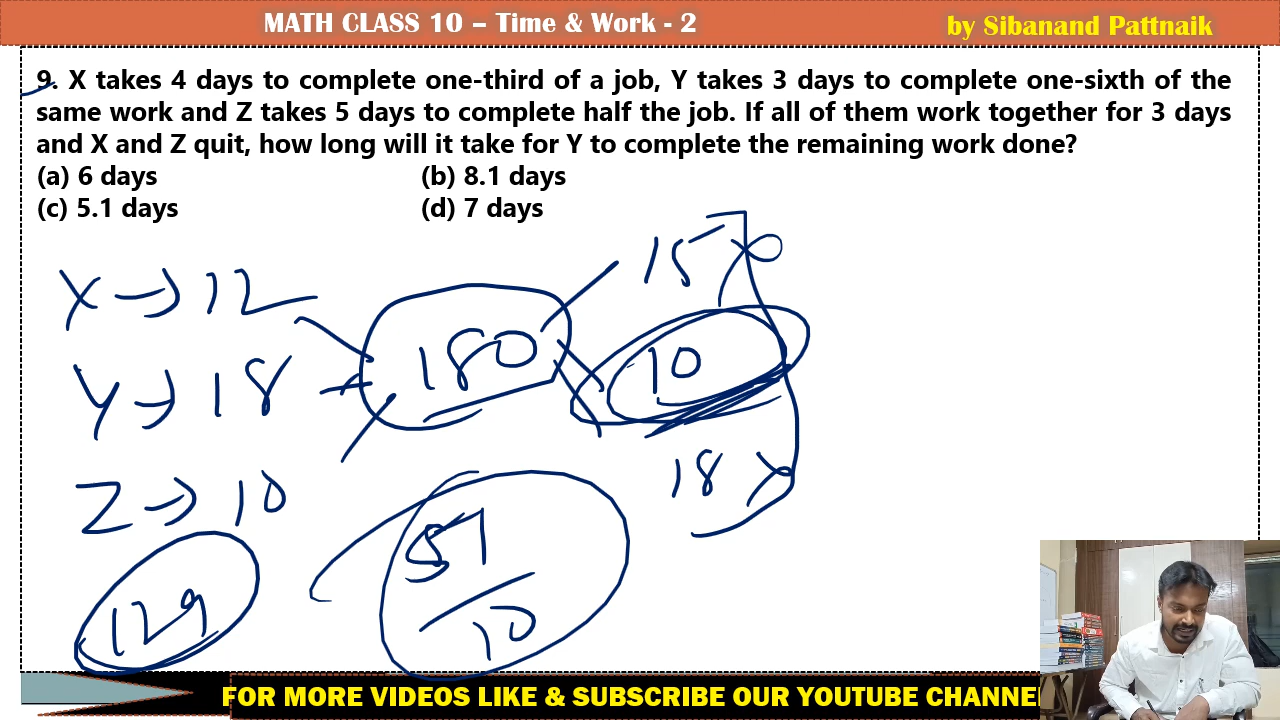 MATH CLASS 10 – Time & Work - 2
by Sibanand Pattnaik
9. X takes 4 days to complete one-third of a job, Y takes 3 days to complete one-sixth of the
same work and Z takes 5 days to complete half the job. If all of them work together for 3 days
and X and Z quit, how long will it take for Y to complete the remaining work done?
(a) 6 days (b) 8.1 days
(c) 5.1 days (d) 7 days
X → 12
Y → 18
Z → 10
180
15
10
18
129
51
10
FOR MORE VIDEOS LIKE & SUBSCRIBE OUR YOUTUBE CHANNEL